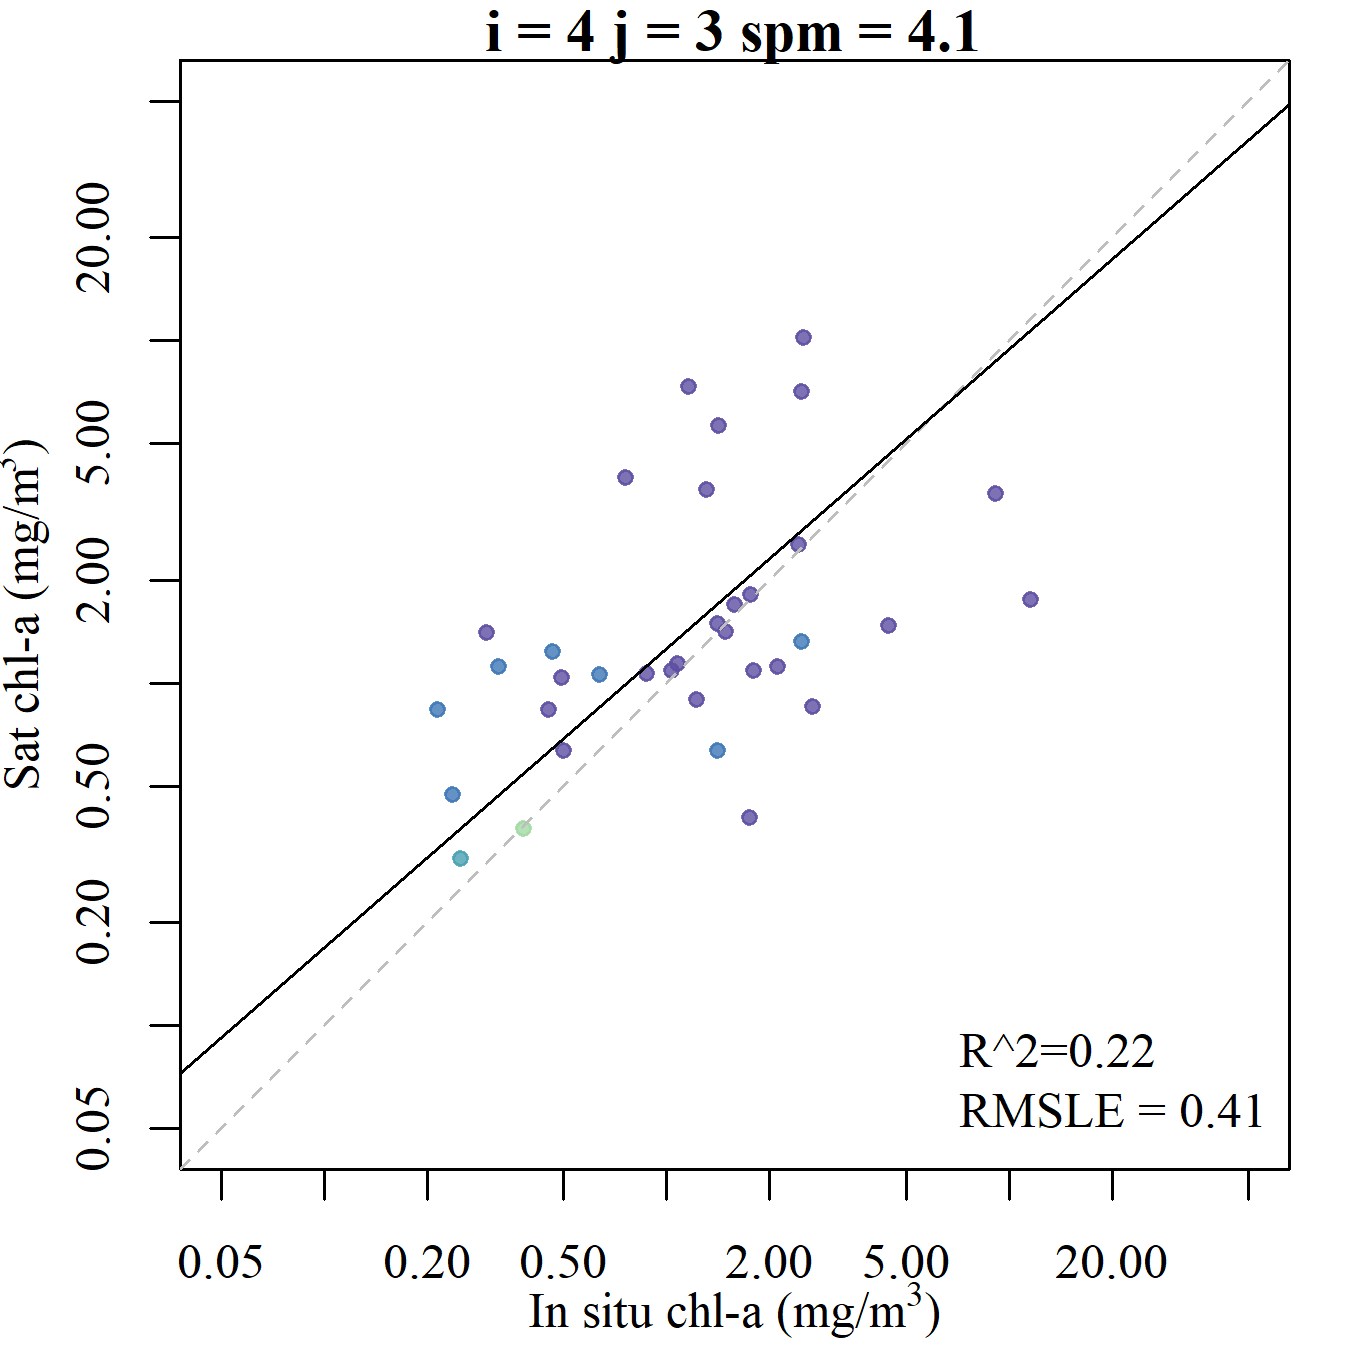 i = 4 j = 3 spm = 4.1
Sat chl-a (mg/m³)
20.00
5.00
2.00
0.50
0.20
0.05
R^2=0.22
RMSLE = 0.41
0.05 0.20 0.50 2.00 5.00 20.00
In situ chl-a (mg/m³)